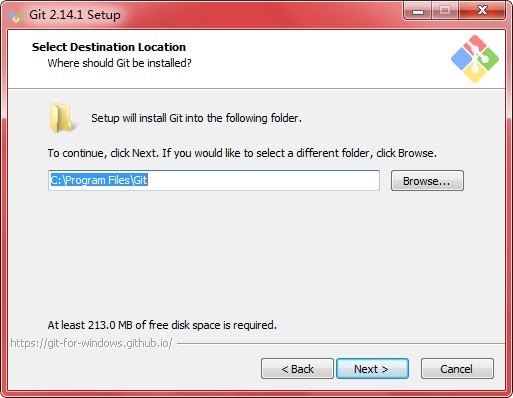 Git 2.14.1 Setup
Select Destination Location
Where should Git be installed?
Setup will install Git into the following folder.
To continue, click Next. If you would like to select a different folder, click Browse.
C:\Program Files\Git
Browse...
At least 213.0 MB of free disk space is required.
https://git-for-windows.github.io/
< Back
Next >
Cancel